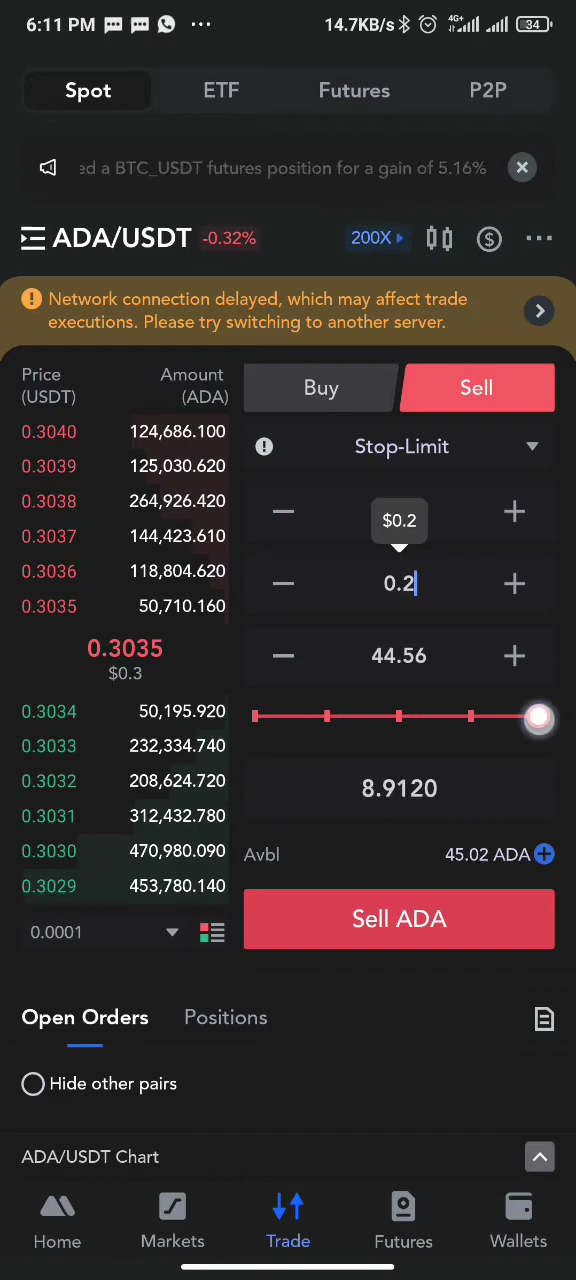 6:11 PM ... 14.7KB/s 4G+ 34
Spot ETF Futures P2P
ed a BTC_USDT futures position for a gain of 5.16%
ADA/USDT -0.32% 200X
Network connection delayed, which may affect trade
executions. Please try switching to another server.
Price
(USDT)
Amount
(ADA)
0.3040 124,686.100
0.3039 125,030.620
0.3038 264,926.420
0.3037 144,423.610
0.3036 118,804.620
0.3035 50,710.160
0.3035
$0.3
0.3034 50,195.920
0.3033 232,334.740
0.3032 208,624.720
0.3031 312,432.780
0.3030 470,980.090
0.3029 453,780.140
0.0001
Buy Sell
Stop-Limit
$0.2
0.2
44.56
8.9120
Avbl 45.02 ADA
Sell ADA
Open Orders Positions
Hide other pairs
ADA/USDT Chart
Home Markets Trade Futures Wallets